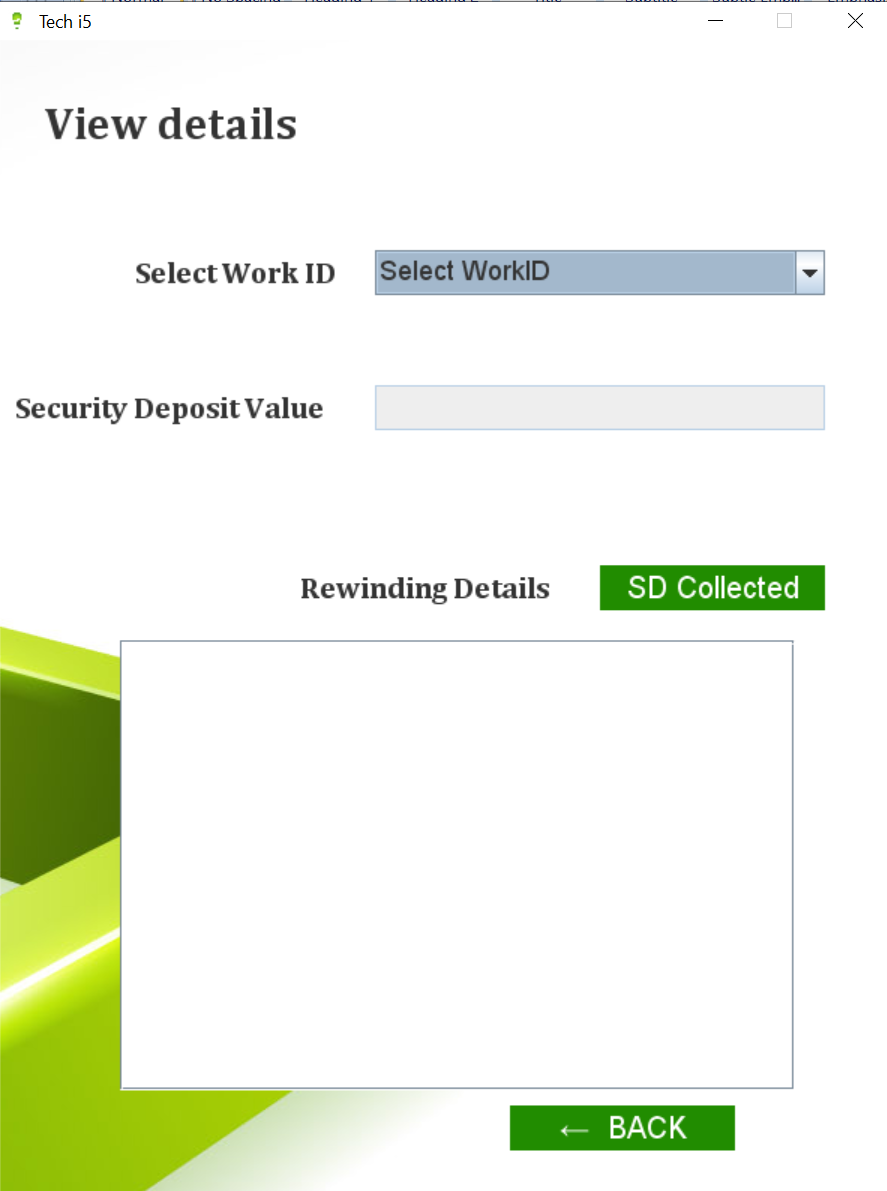 Tech i5
View details
Select Work ID
Select WorkID
Security Deposit Value
Rewinding Details
SD Collected
← BACK